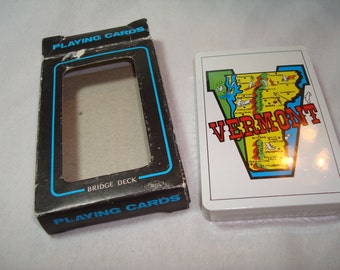 PLAYING CARDS
BRIDGE DECK
PLAYING CARDS
VERMONT